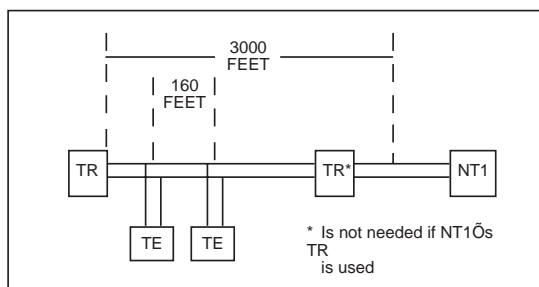 3000
FEET
160
FEET
TR
TR*
NT1
TE
TE
* Is not needed if NT1Õs
TR
is used